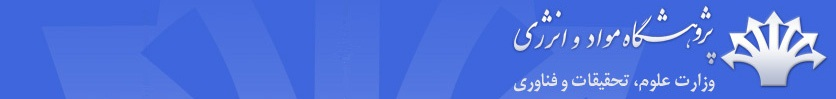 پژوهشگاه مواد و انرژی
وزارت علوم، تحقیقات و فناوری